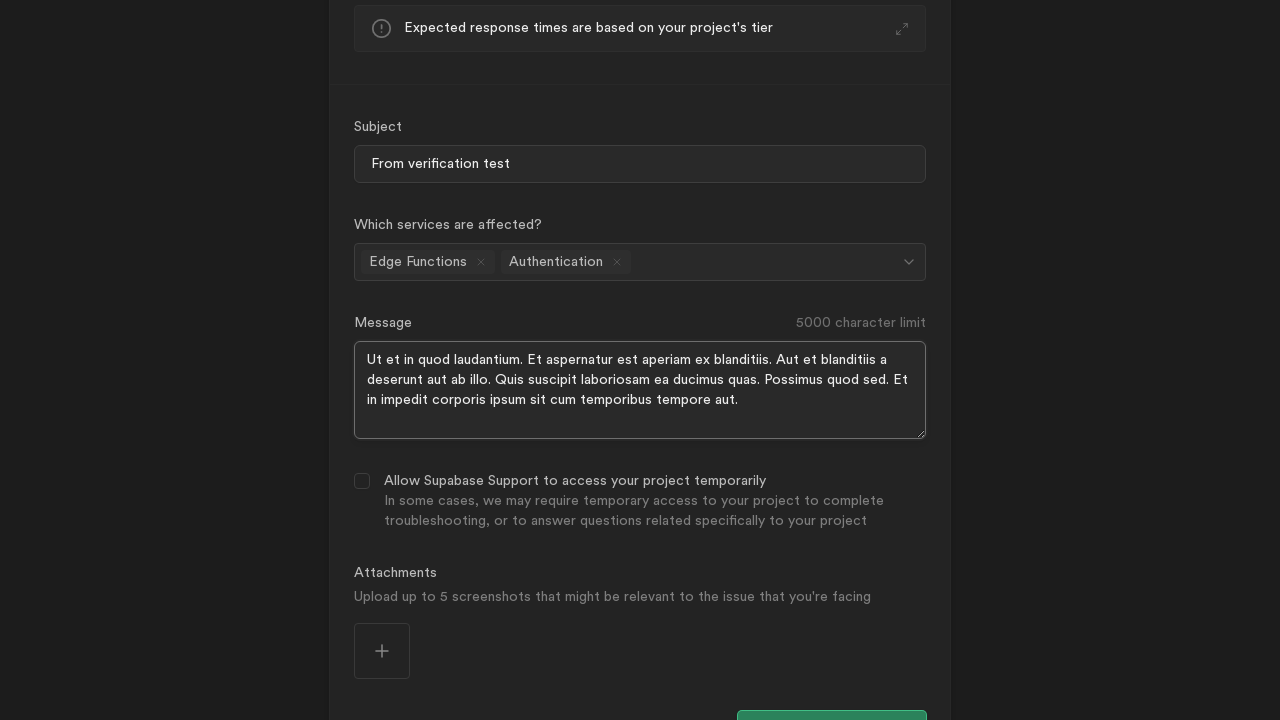 Expected response times are based on your project's tier
Subject
From verification test
Which services are affected?
Edge Functions
Authentication
Message
5000 character limit
Ut et in quod laudantium. Et aspernatur est aperiam ex blanditiis. Aut et blanditiis a
deserunt aut ab illo. Quis suscipit laboriosam ea ducimus quas. Possimus quod sed. Et
in impedit corporis ipsum sit cum temporibus tempore aut.
Allow Supabase Support to access your project temporarily
In some cases, we may require temporary access to your project to complete
troubleshooting, or to answer questions related specifically to your project
Attachments
Upload up to 5 screenshots that might be relevant to the issue that you're facing